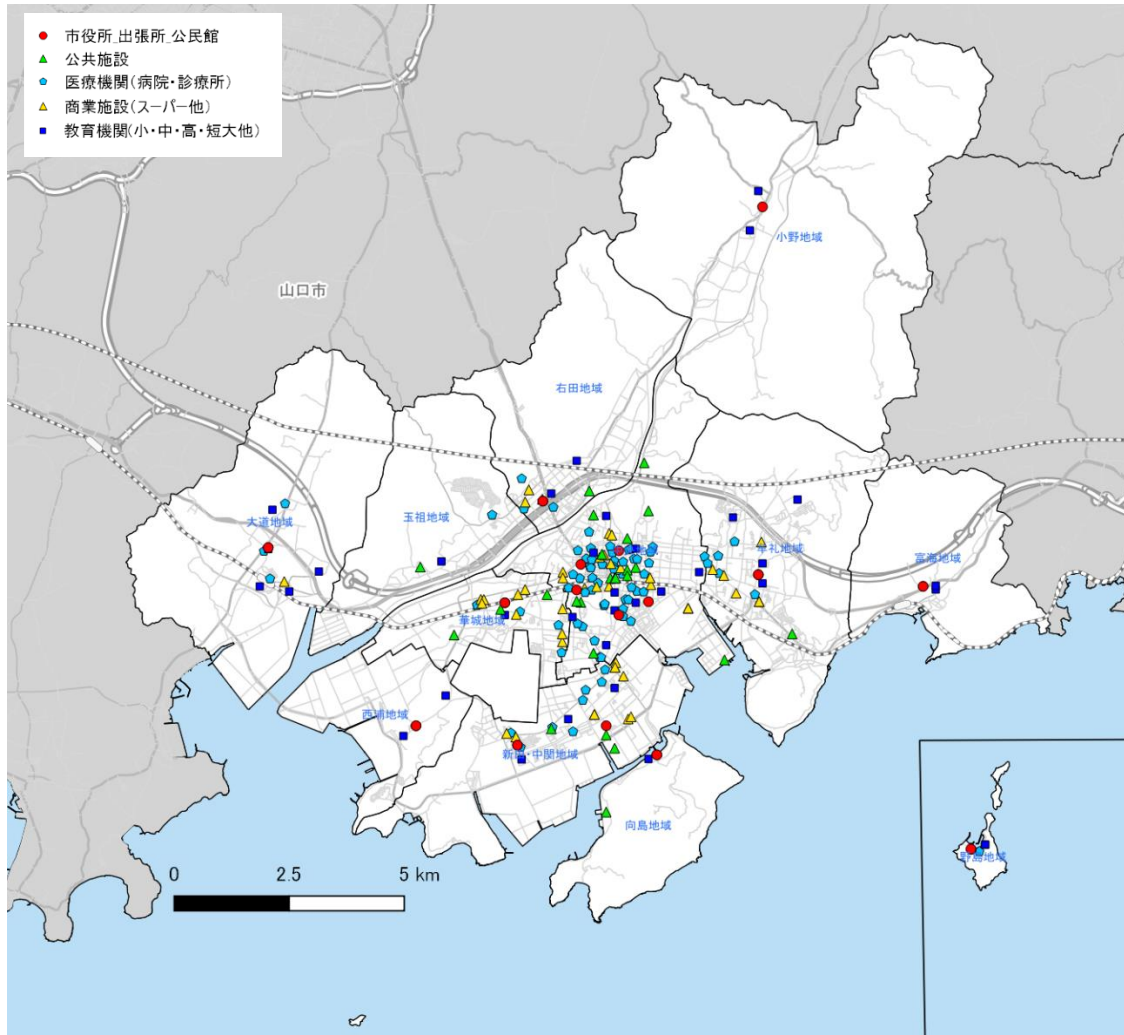 市役所_出張所_公民館
公共施設
医療機関(病院・診療所)
商業施設(スーパー他)
教育機関(小・中・高・短大他)
小野地域
山口市
右田地域
玉祖地域
大道地域
牟礼地域
富海地域
華城地域
西浦地域
新田・中関地域
向島地域
野島地域
0 2.5 5 km